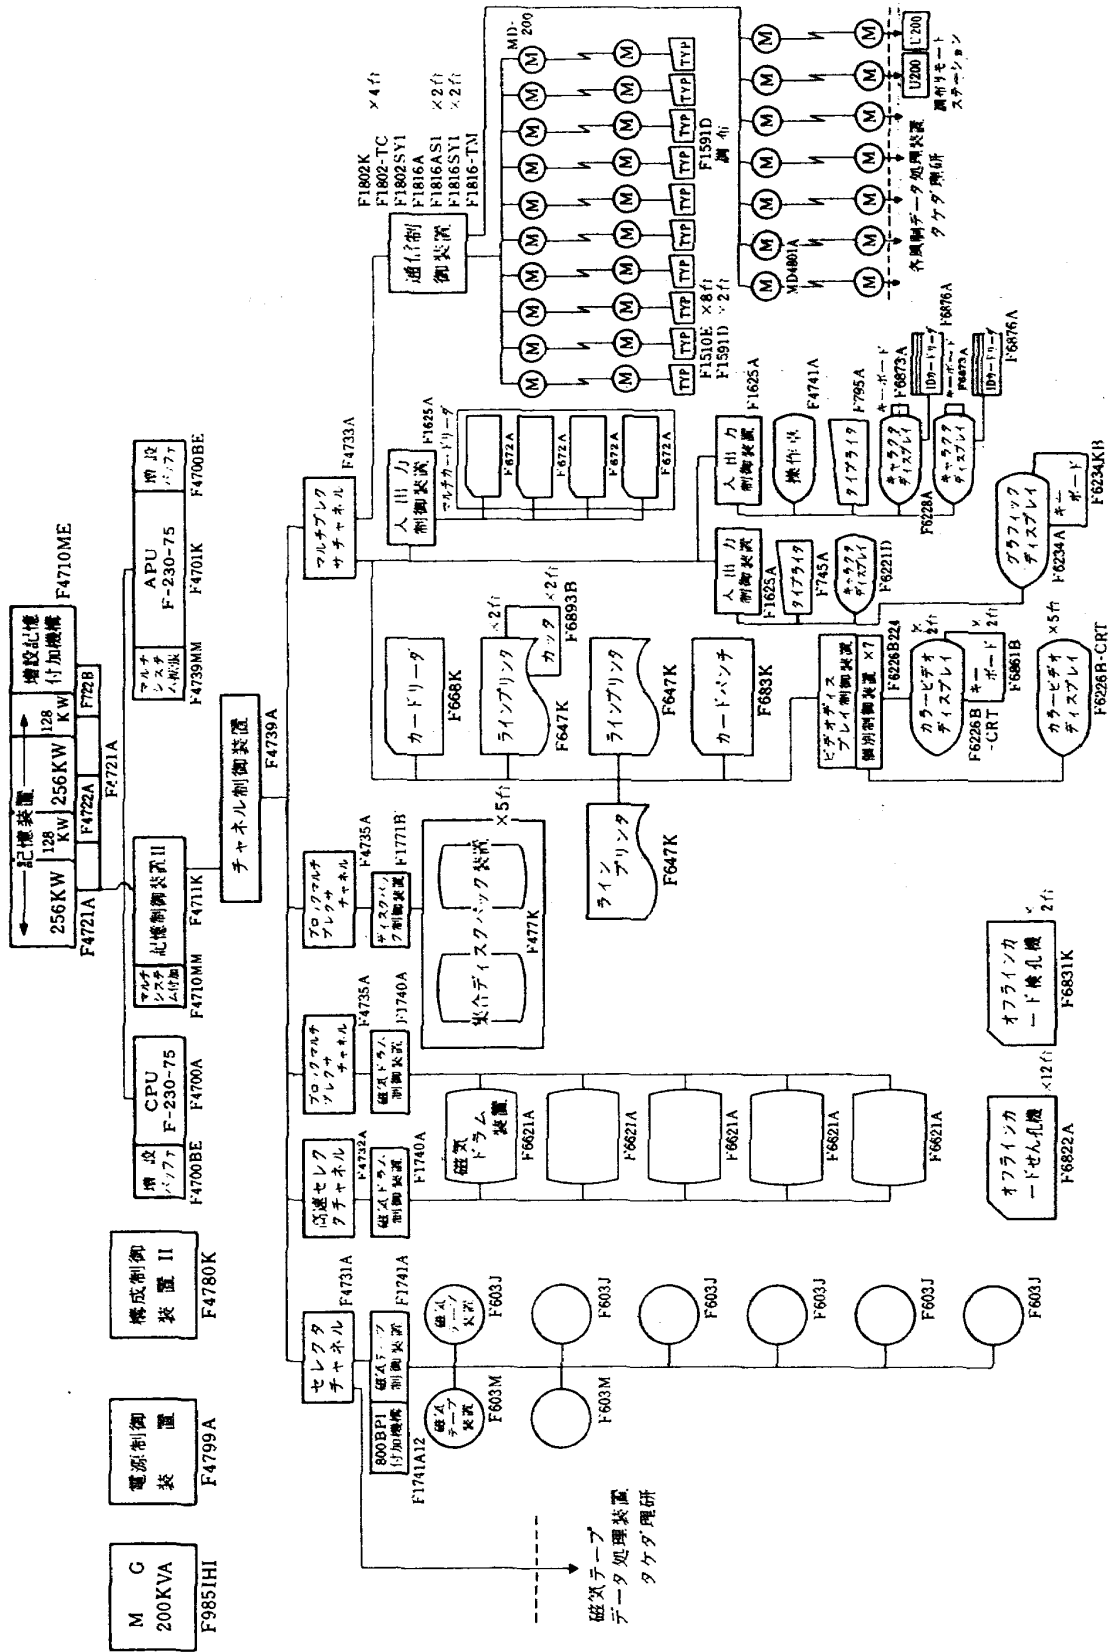 M G
200KVA
F9851HI
電源制御
装 置
F4799A
構成制御
装 置 II
F4780K
増 設
バッファ
F4700BE
CPU
F-230-75
F4700A
マルチ
システ
ム付加
F4710MM
記憶制御装置II
F4711K
記憶装置
256KW
128
KW
256KW
128
KW
増設記憶
付加機構
F4710ME
F4721A
F4722A
F722B
F4721A
マルチ
システ
ム拡張
F4739MM
APU
F-230-75
F4701K
増 設
バッファ
F4700BE
チャネル制御装置
F4739A
セレクタ
チャネル
F4731A
800BPI
付加機構
F1741A12
磁気テープ
制御装置
F1741A
磁気テープ
データ処理装置
タケダ理研
磁気
テープ
装置
F603M
磁気
テープ
装置
F603J
F603M
F603J
F603J
F603J
F603J
F603J
高速セレク
クチャネル
F4732A
磁気ドラム
制御装置
F1740A
ブロックマルチ
プレクサ
チャネル
F4735A
磁気ドラム
制御装置
F1740A
磁気
ドラム
装置
F6621A
F6621A
F6621A
F6621A
F6621A
ブロックマルチ
プレクサ
チャネル
F4735A
ディスクパッ
ク制御装置
F1771B
集合ディスクパック装置
F477K
×5台
オフラインカ
ードせん孔機
F6822A
×12台
オフラインカ
ード検孔機
F6831K
×
2台
マルチプレク
サチャネル
F4733A
カードリーダ
F668K
ラインプリンタ
×2台
F647K
カッタ
×2台
F6893B
ラインプリンタ
F647K
ライン
プリンタ
F647K
カードパンチ
F683K
ビデオディス
プレイ制御装置
個別制御装置 ×7
F6226B224
カラービデオ
ディスプレイ
×
2台
F6226B
-CRT
キー
ボード
×
2台
F6861B
カラービデオ
ディスプレイ
×5台
F6226B-CRT
入出力
制御装置
F1625A
マルチカードリーダ
F672A
F672A
F672A
F672A
入出力
制御装置
F1625A
タイプライタ
F745A
キャラクタ
ディスプレイ
F6221D
グラフィック
ディスプレイ
F6234A
キー
ボード
F6234KB
入出力
制御装置
F1625A
操作卓
F4741A
タイプライタ
F795A
キャラクタ
ディスプレイ
F6228A
キーボード
F6873A
IDカードリーダ
F6876A
キャラクタ
ディスプレイ
キーボード
F6873A
IDカードリーダ
F6876A
通信制
御装置
F1802K
F1802-TC ×4台
F1802SY1
F1816A
F1816AS1 ×2台
F1816SY1 ×2台
F1816-TM
MD-
200
M M M M M M M M M M
M M M M M M M M M M
TYP TYP TYP TYP TYP TYP TYP TYP TYP TYP
F1510E ×8台
F1591D ×2台
F1591D
調 布
M M M M M M M
MD4801A
M M M M M M M
各風胴データ処理装置
タケダ理研
U200 U200
調布リモート
ステーション